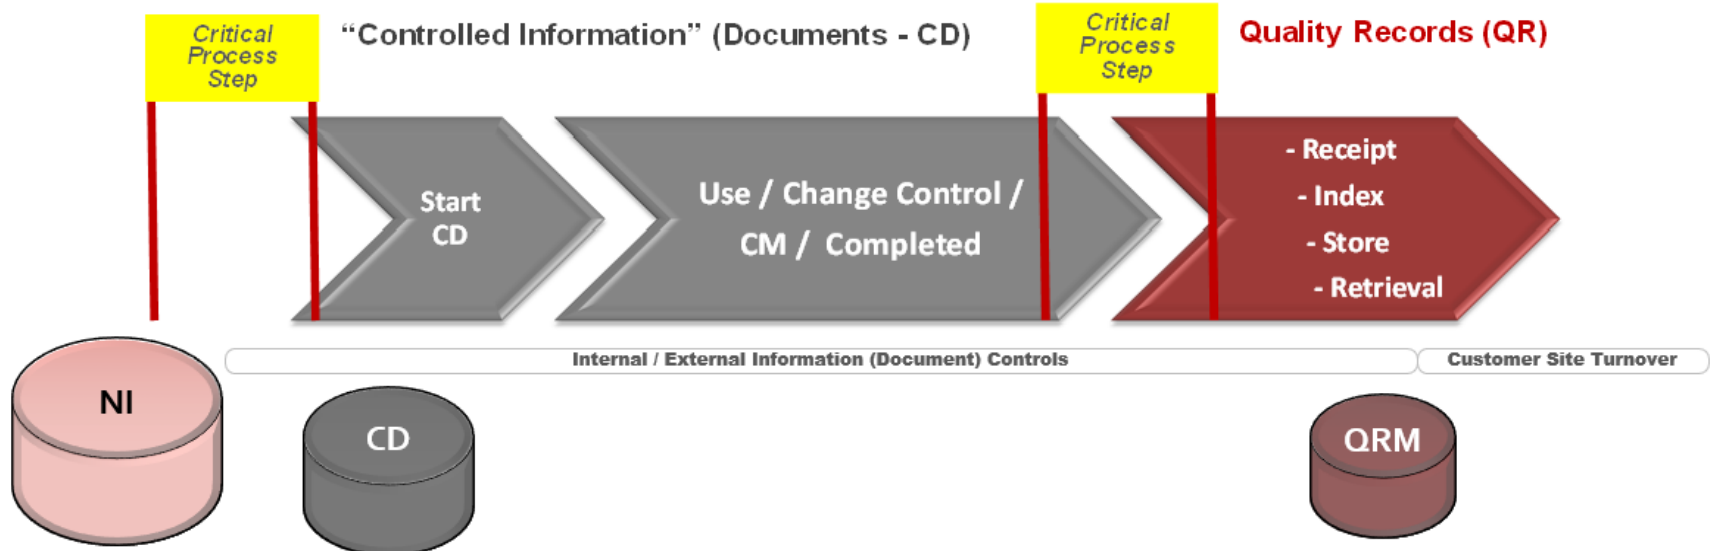 Critical
Process
Step
“Controlled Information” (Documents - CD)
Critical
Process
Step
Quality Records (QR)
Start
CD
Use / Change Control /
CM /  Completed
- Receipt
- Index
- Store
- Retrieval
Internal / External Information (Document) Controls
Customer Site Turnover
NI
CD
QRM